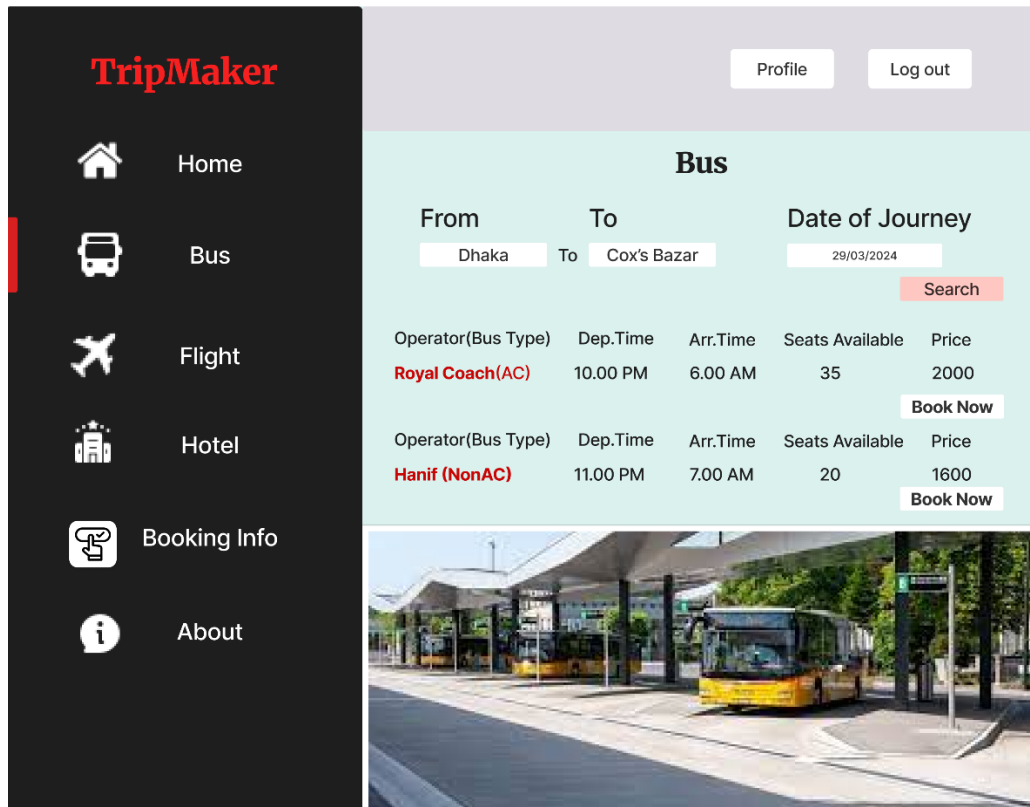 TripMaker
Home
Bus
Flight
Hotel
Booking Info
About
Profile Log out
Bus
From To Date of Journey
Dhaka To Cox’s Bazar 29/03/2024
Search
Operator(Bus Type) Dep.Time Arr.Time Seats Available Price
Royal Coach(AC) 10.00 PM 6.00 AM 35 2000
Book Now
Operator(Bus Type) Dep.Time Arr.Time Seats Available Price
Hanif (NonAC) 11.00 PM 7.00 AM 20 1600
Book Now